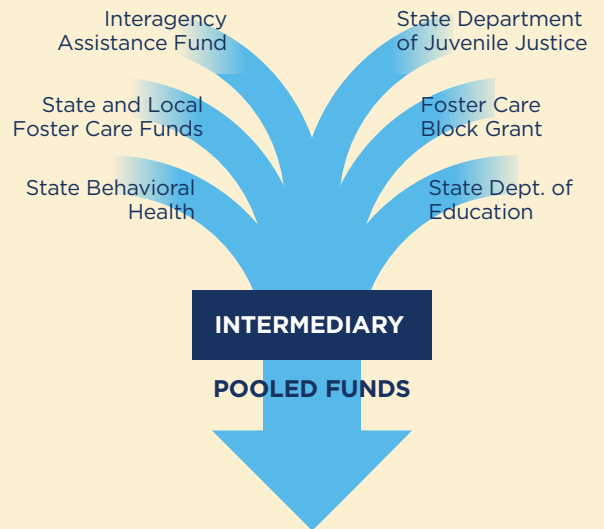 Interagency
Assistance Fund
State Department
of Juvenile Justice
State and Local
Foster Care Funds
Foster Care
Block Grant
State Behavioral
Health
State Dept. of
Education
INTERMEDIARY
POOLED FUNDS